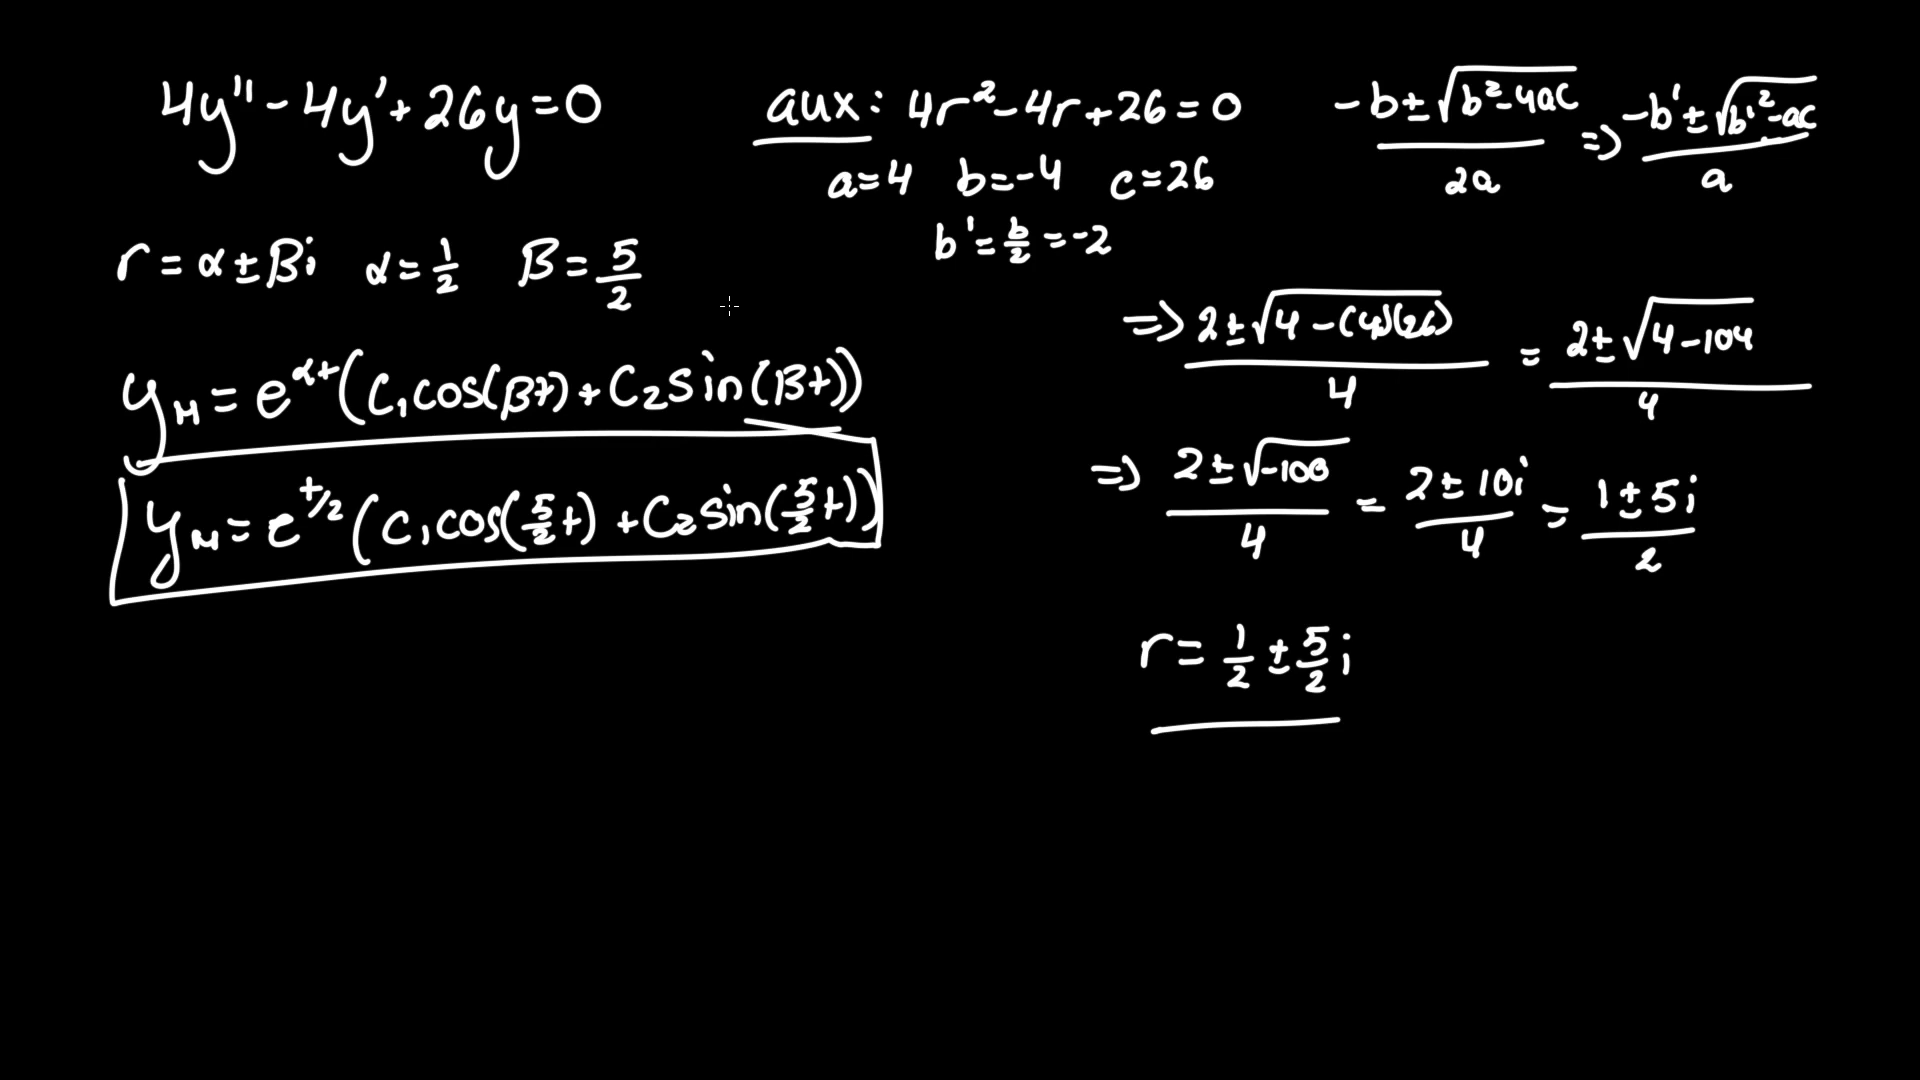 4y'' - 4y' + 26y = 0
r = α ± βi α = 1/2 β = 5/2
y_H = e^{αt}(C₁cos(βt) + C₂sin(βt))
y_H = e^{t/2}(C₁cos(5/2 t) + C₂sin(5/2 t))
aux: 4r² - 4r + 26 = 0
a = 4 b = -4 c = 26
b' = b/2 = -2
(-b ± √(b² - 4ac))/2a ⇒ (-b' ± √(b'² - ac))/a
⇒ (2 ± √(4 - (4)(26)))/4 = (2 ± √(4 - 104))/4
⇒ (2 ± √(-100))/4 = (2 ± 10i)/4 = (1 ± 5i)/2
r = 1/2 ± 5/2 i